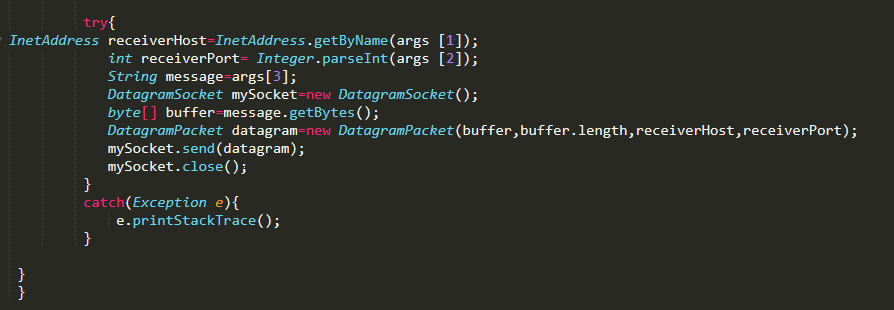 try{
InetAddress receiverHost=InetAddress.getByName(args [1]);
int receiverPort= Integer.parseInt(args [2]);
String message=args[3];
DatagramSocket mySocket=new DatagramSocket();
byte[] buffer=message.getBytes();
DatagramPacket datagram=new DatagramPacket(buffer,buffer.length,receiverHost,receiverPort);
mySocket.send(datagram);
mySocket.close();
}
catch(Exception e){
e.printStackTrace();
}
}
}